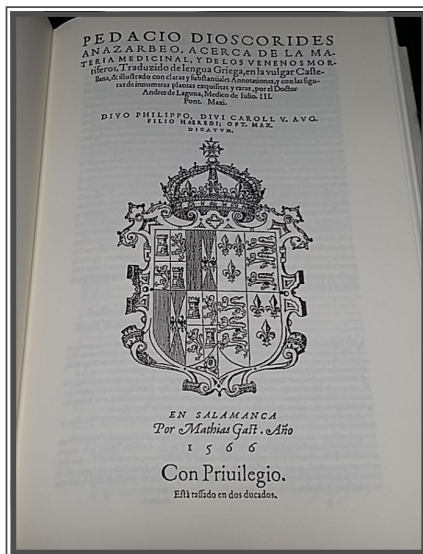 PEDACIO DIOSCORIDES
ANAZARBEO, ACERCA DE LA MA-
TERIA MEDICINAL, Y DE LOS VENENOS MOR-
tiferos, Traduzido de lengua Griega, en la vulgar Caste-
llana, & illustrado con claras y substantiales Annotationes, y con las figu-
ras de innumeras plantas exquisitas y raras, por el Doctor
Andres de Laguna, Medico de Iulio. III.
Pont. Maxi.
DIVO PHILIPPO, DIVI CAROLI V. AVG.
FILIO HAEREDI; OPT. MAX.
DICATVM.
EN SALAMANCA
Por Mathias Gast. Año
1566
Con Priuilegio.
Està tassado en dos ducados.